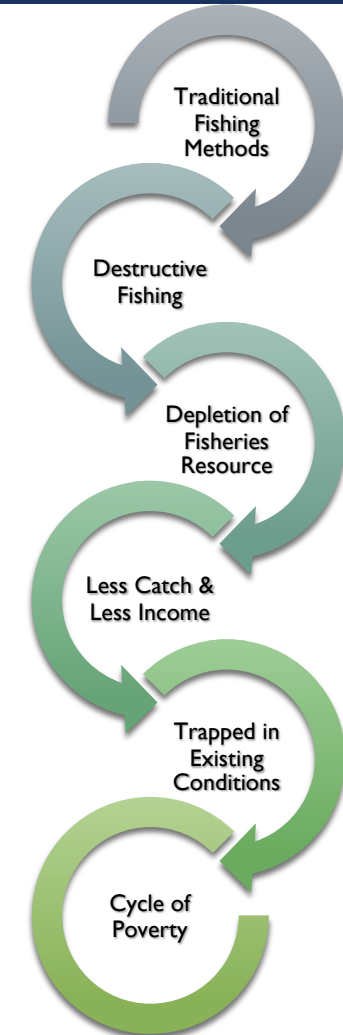 Traditional
Fishing
Methods
Destructive
Fishing
Depletion of
Fisheries
Resource
Less Catch &
Less Income
Trapped in
Existing
Conditions
Cycle of
Poverty